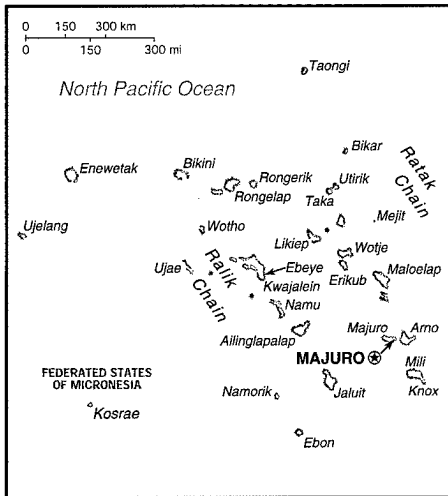 0 150 300 km
0 150 300 mi
North Pacific Ocean
Taongi
Bikar
Enewetak
Bikini
Rongerik
Rongelap
Utirik
Taka
Ratak
Chain
Mejit
Ujelang
Wotho
Likiep
Wotje
Ujae
Ralik
Chain
Ebeye
Erikub
Maloelap
Kwajalein
Namu
Ailinglapalap
Majuro
Arno
MAJURO
Mili
Knox
FEDERATED STATES
OF MICRONESIA
Kosrae
Namorik
Jaluit
Ebon